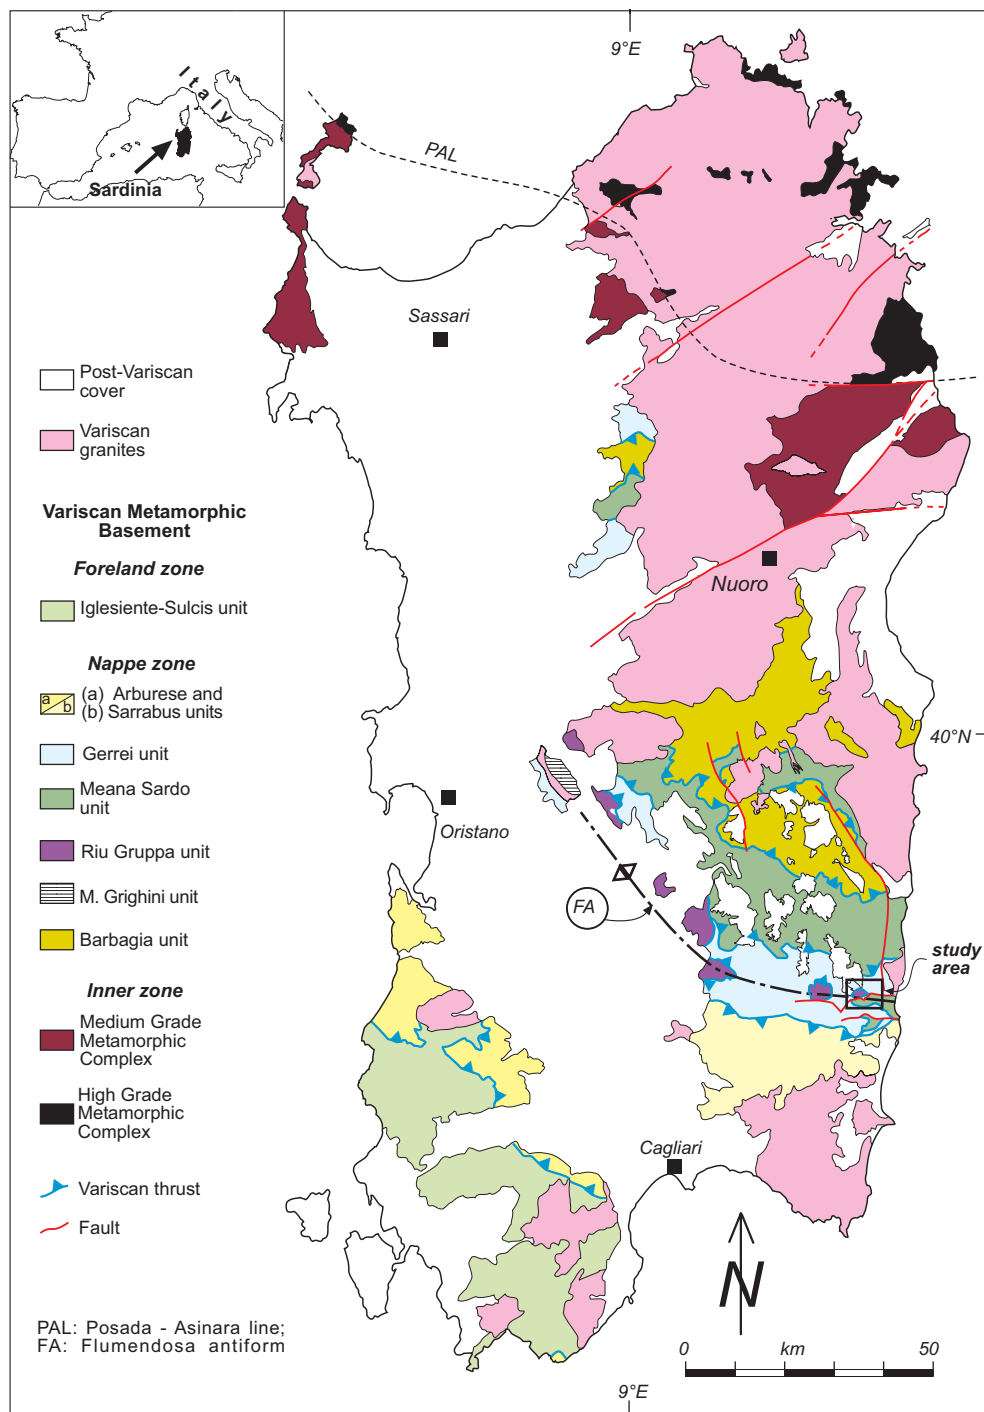 Italy
Sardinia
9°E
PAL
Sassari
Post-Variscan
cover
Variscan
granites
Variscan Metamorphic
Basement
Foreland zone
Iglesiente-Sulcis unit
Nappe zone
a
b
(a) Arburese and
(b) Sarrabus units
Gerrei unit
Meana Sardo
unit
Riu Gruppa unit
M. Grighini unit
Barbagia unit
Inner zone
Medium Grade
Metamorphic
Complex
High Grade
Metamorphic
Complex
Variscan thrust
Fault
PAL: Posada - Asinara line;
FA: Flumendosa antiform
Nuoro
40°N
Oristano
FA
study
area
Cagliari
N
0 km 50
9°E